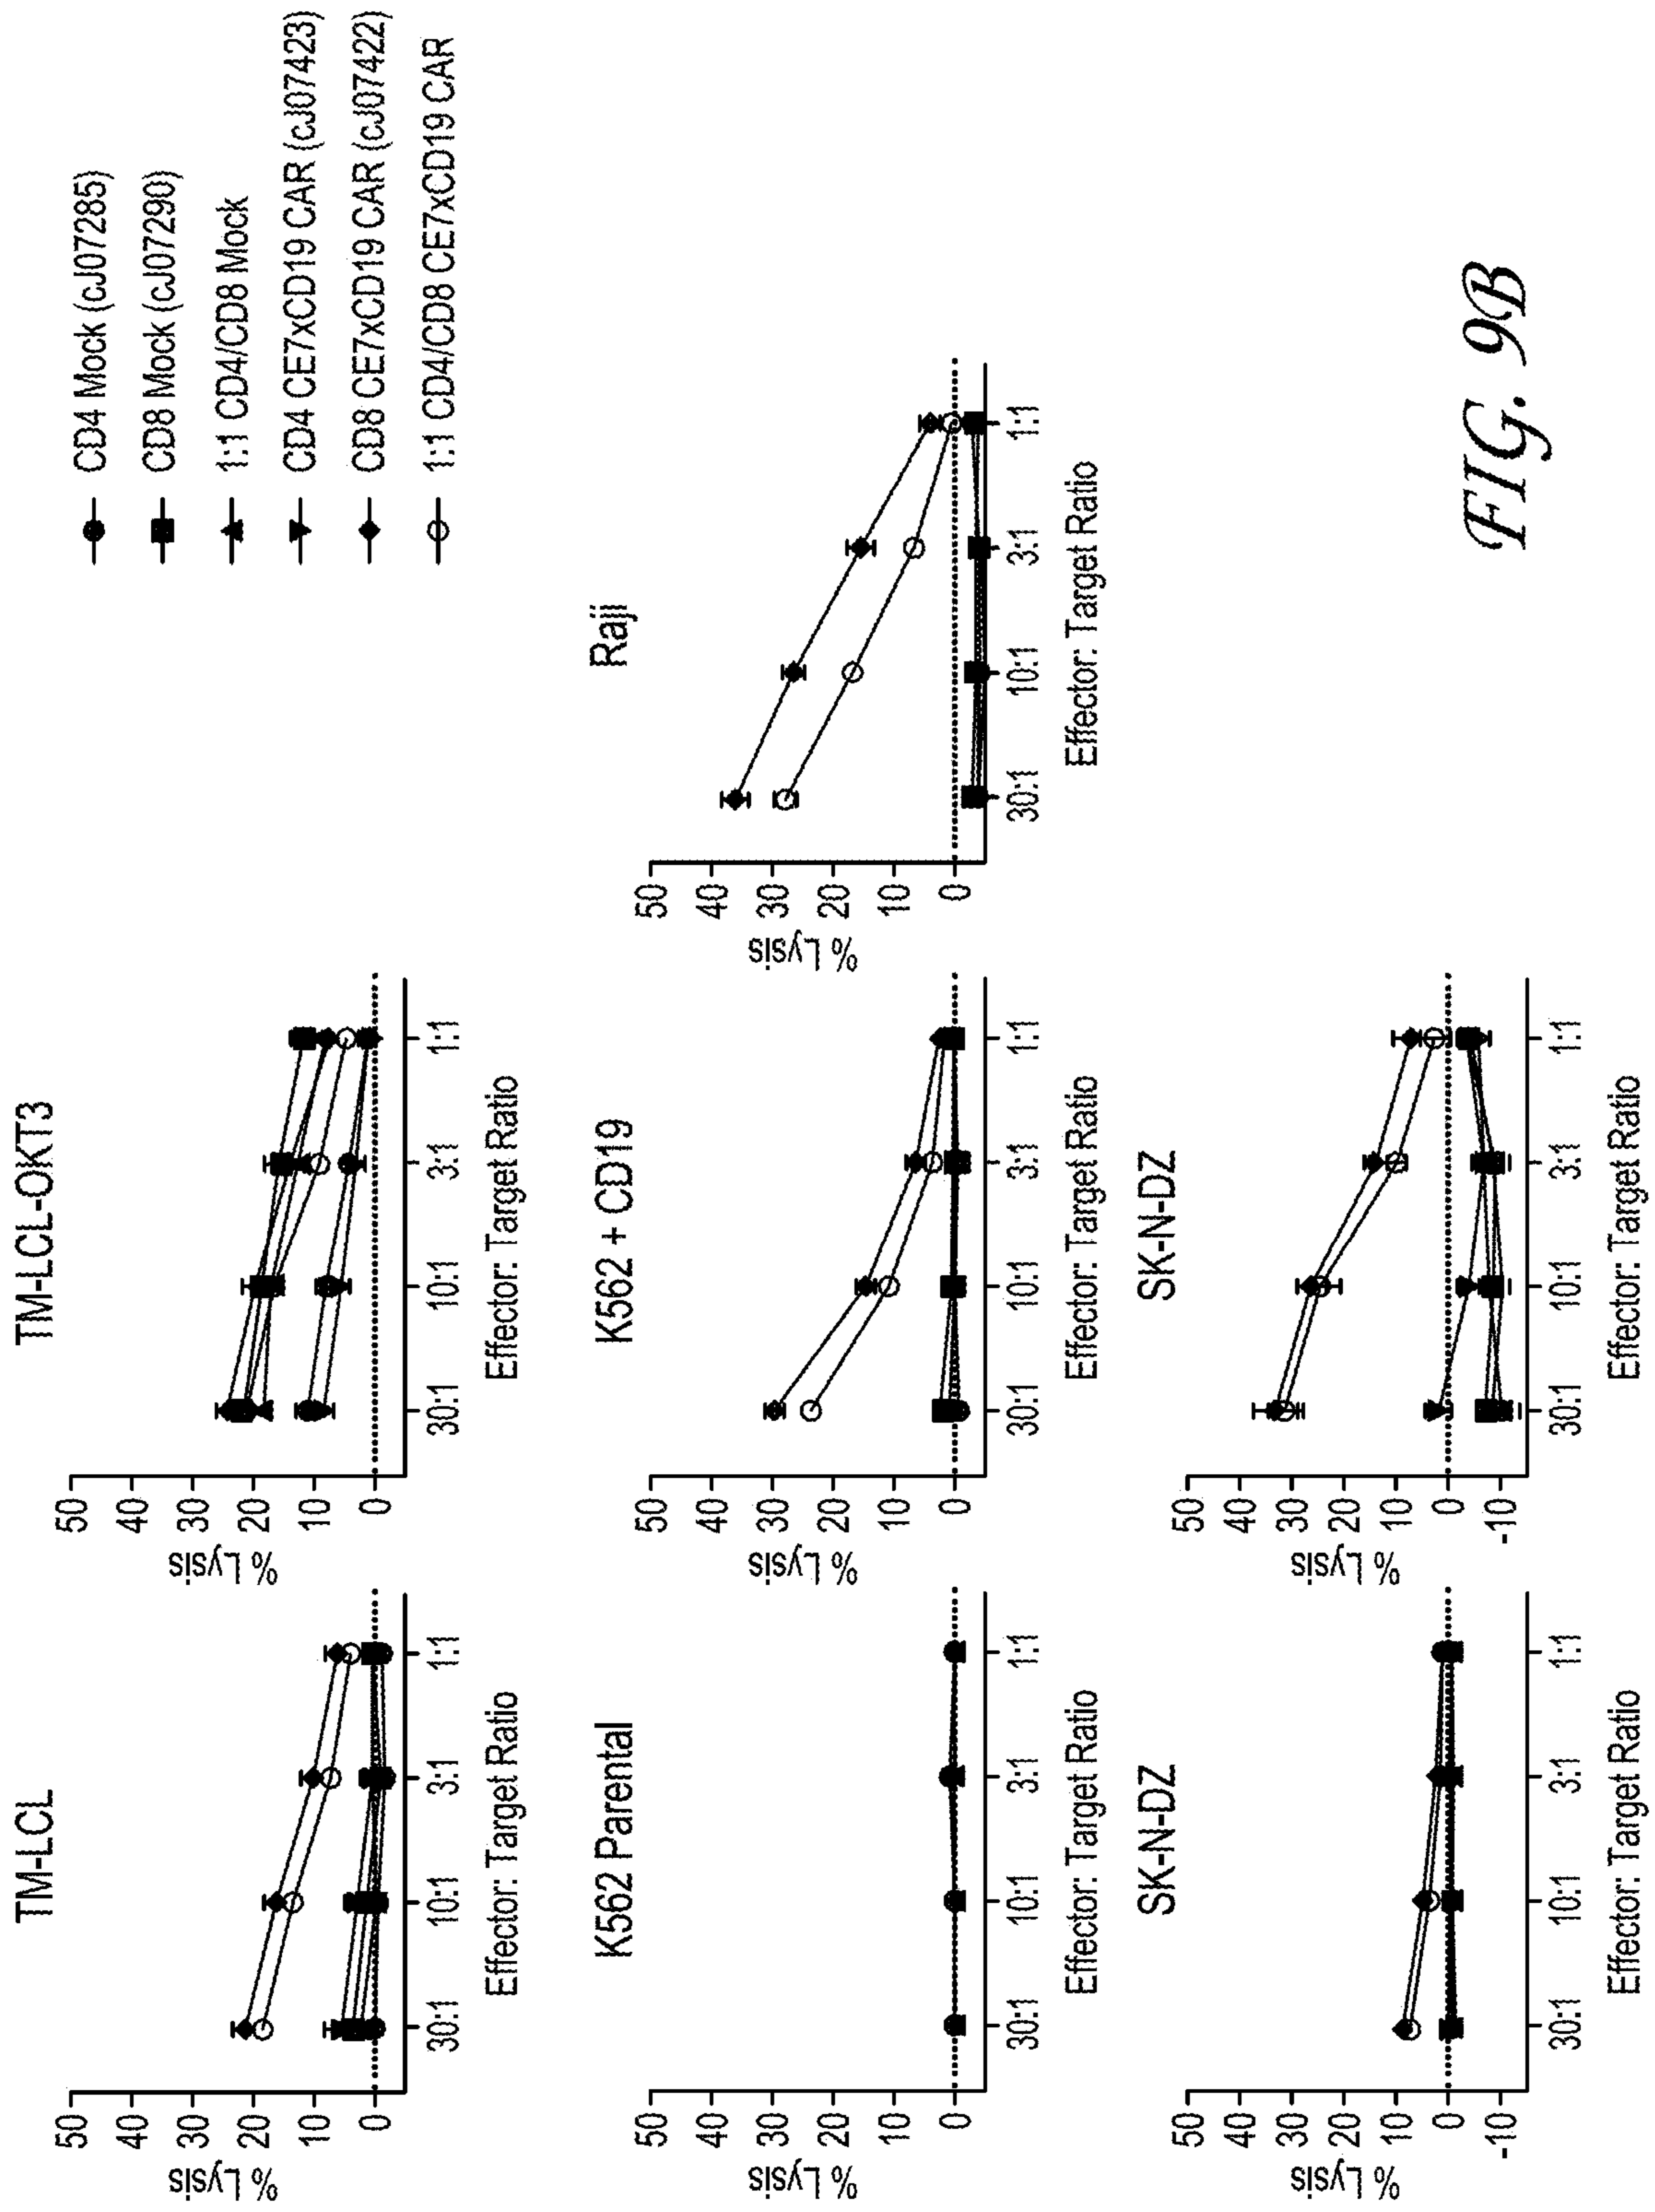 TM-LCL
50
40
30
20
10
0
% Lysis
30:1 10:1 3:1 1:1
Effector: Target Ratio
TM-LCL-OKT3
50
40
30
20
10
0
% Lysis
30:1 10:1 3:1 1:1
Effector: Target Ratio
CD4 Mock (cJ07285)
CD8 Mock (cJ07290)
1:1 CD4/CD8 Mock
CD4 CE7xCD19 CAR (cJ07423)
CD8 CE7xCD19 CAR (cJ07422)
1:1 CD4/CD8 CE7xCD19 CAR
K562 Parental
50
40
30
20
10
0
% Lysis
30:1 10:1 3:1 1:1
Effector: Target Ratio
K562 + CD19
50
40
30
20
10
0
% Lysis
30:1 10:1 3:1 1:1
Effector: Target Ratio
Raji
50
40
30
20
10
0
% Lysis
30:1 10:1 3:1 1:1
Effector: Target Ratio
SK-N-DZ
50
40
30
20
10
0
-10
% Lysis
30:1 10:1 3:1 1:1
Effector: Target Ratio
SK-N-DZ
50
40
30
20
10
0
-10
% Lysis
30:1 10:1 3:1 1:1
Effector: Target Ratio
FIG. 9B